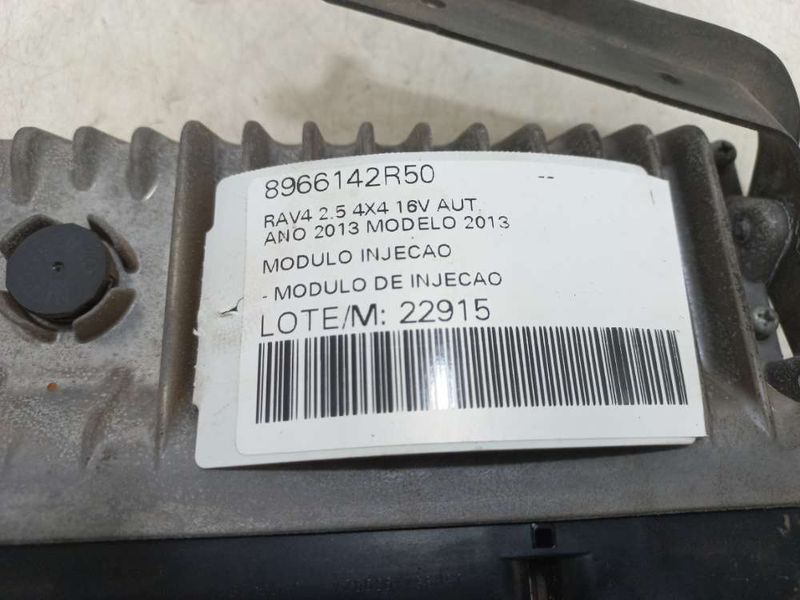 8966142R50 --
RAV4 2.5 4X4 16V AUT.
ANO 2013 MODELO 2013
MODULO INJECAO
- MODULO DE INJECAO
LOTE/M: 22915